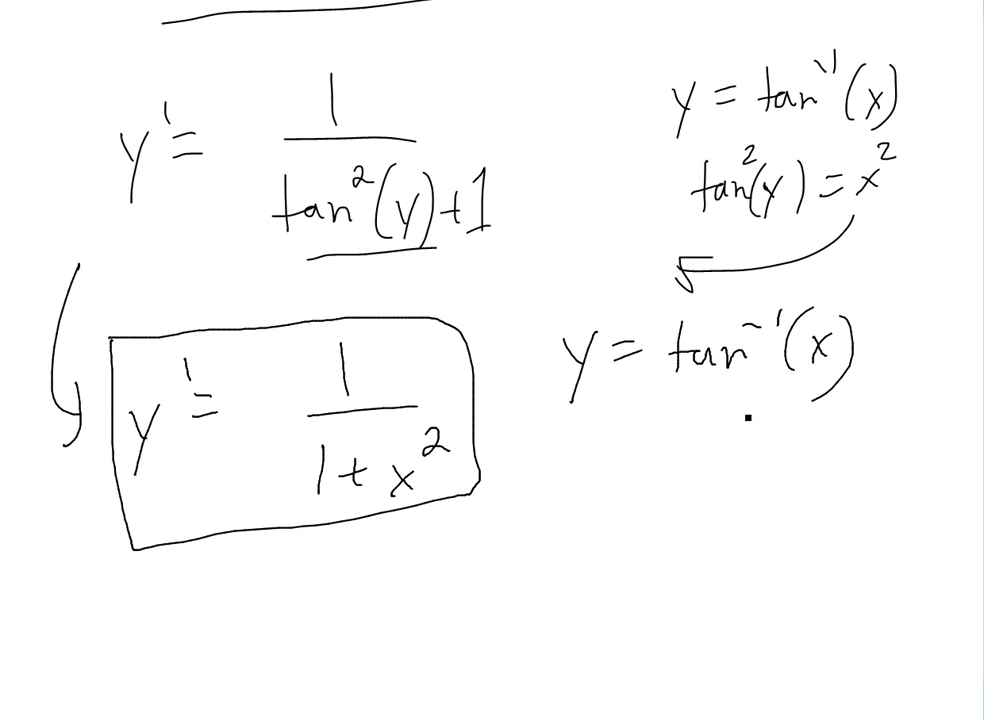 y' = 1 / (tan²(y) + 1)
y = tan⁻¹(x)
tan²(y) = x²
y = tan⁻¹(x)
y' = 1 / (1 + x²)